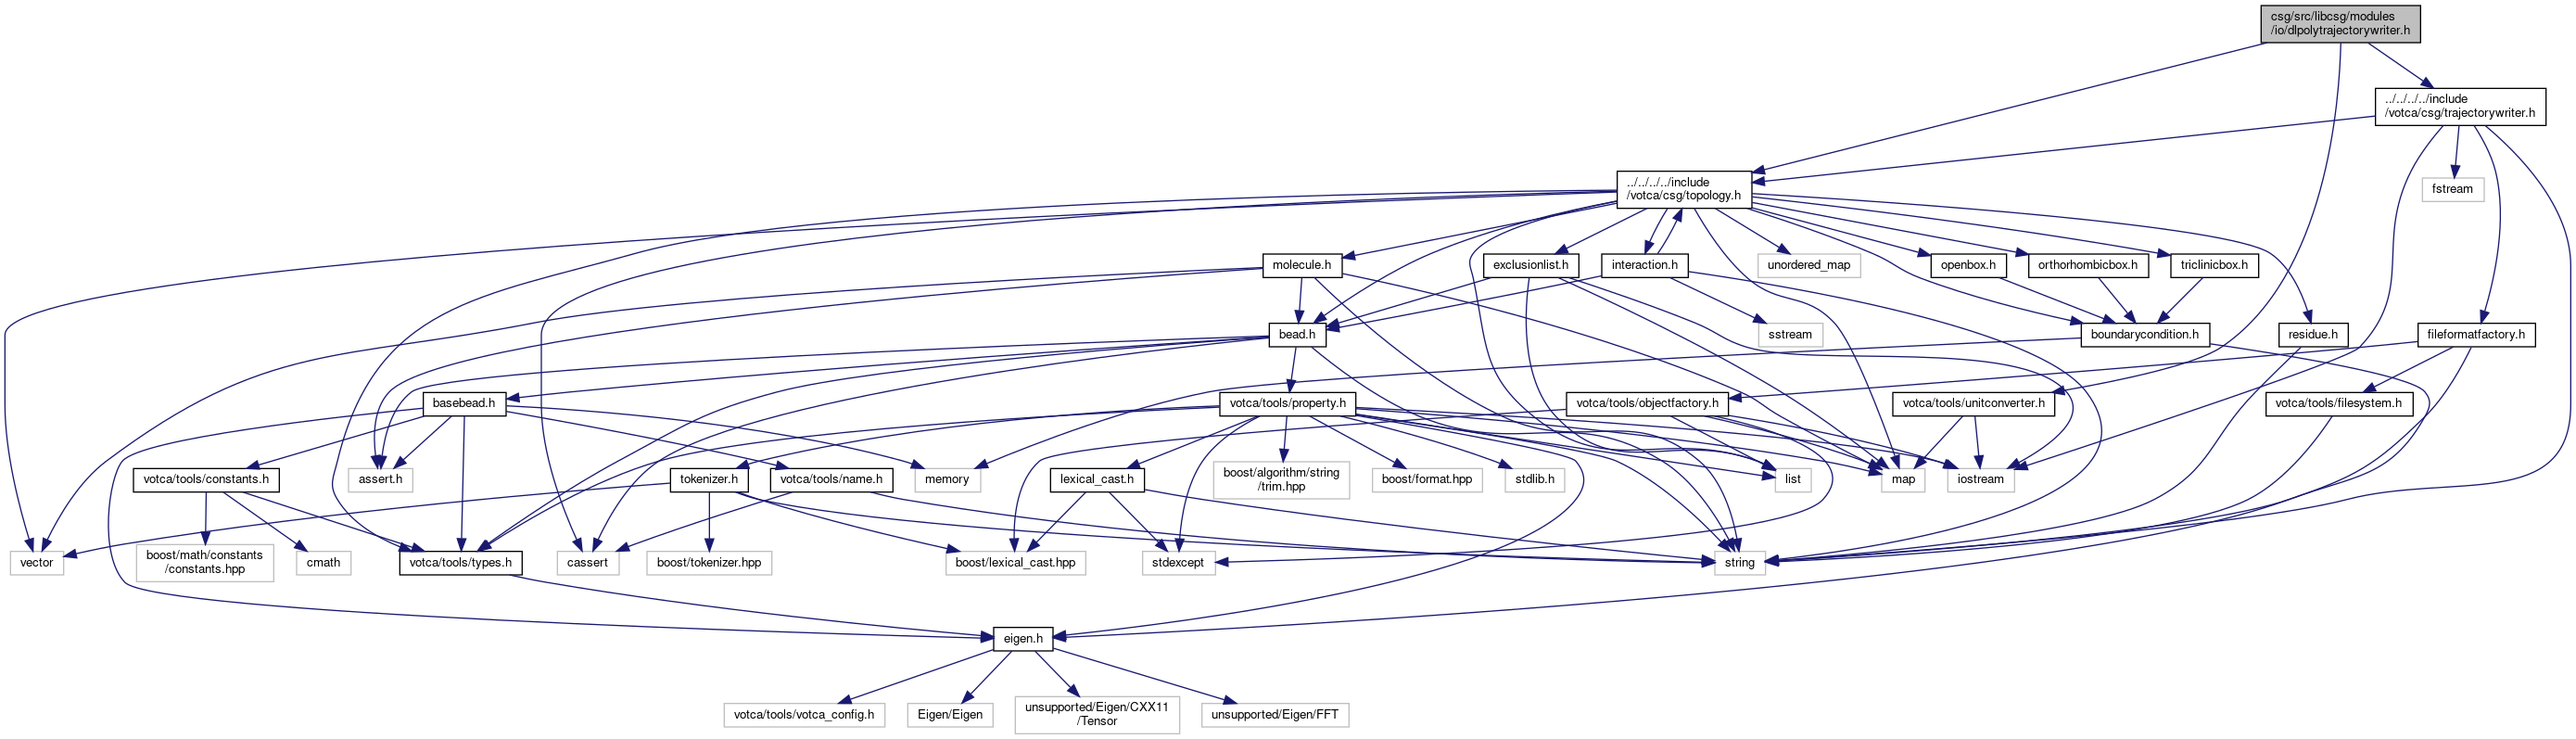 csg/src/libcsg/modules
/io/dlpolytrajectorywriter.h
../../../../include
/votca/csg/trajectorywriter.h
../../../../include
/votca/csg/topology.h
fstream
molecule.h
exclusionlist.h
interaction.h
unordered_map
openbox.h
orthorhombicbox.h
triclinicbox.h
bead.h
sstream
boundarycondition.h
residue.h
fileformatfactory.h
basebead.h
votca/tools/property.h
votca/tools/objectfactory.h
votca/tools/unitconverter.h
votca/tools/filesystem.h
votca/tools/constants.h
assert.h
tokenizer.h
votca/tools/name.h
memory
lexical_cast.h
boost/algorithm/string
/trim.hpp
boost/format.hpp
stdlib.h
list
map
iostream
vector
boost/math/constants
/constants.hpp
cmath
votca/tools/types.h
cassert
boost/tokenizer.hpp
boost/lexical_cast.hpp
stdexcept
string
eigen.h
votca/tools/votca_config.h
Eigen/Eigen
unsupported/Eigen/CXX11
/Tensor
unsupported/Eigen/FFT